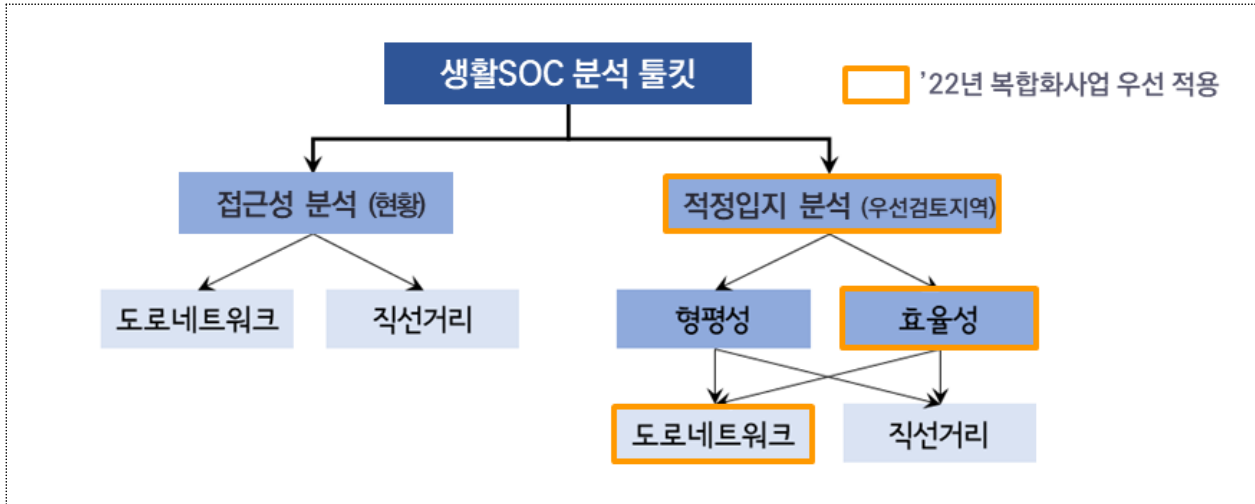 생활SOC 분석 툴킷
’22년 복합화사업 우선 적용
접근성 분석 (현황)
적정입지 분석 (우선검토지역)
도로네트워크
직선거리
형평성
효율성
도로네트워크
직선거리